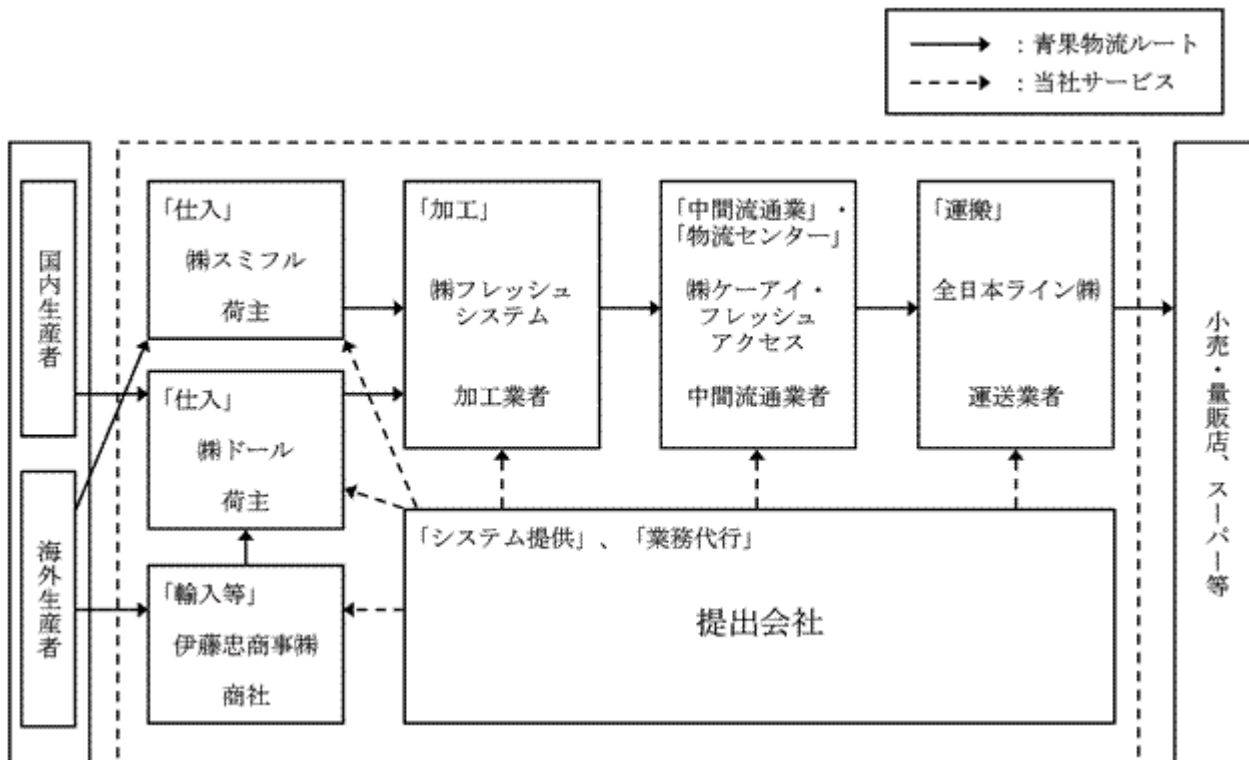 ：青果物流ルート
：当社サービス
国内生産者
海外生産者
「仕入」
㈱スミフル
荷主
「仕入」
㈱ドール
荷主
「輸入等」
伊藤忠商事㈱
商社
「加工」
㈱フレッシュ
システム
加工業者
「中間流通業」・
「物流センター」
㈱ケーアイ・
フレッシュ
アクセス
中間流通業者
「運搬」
全日本ライン㈱
運送業者
「システム提供」、「業務代行」
提出会社
小売・量販店、スーパー等